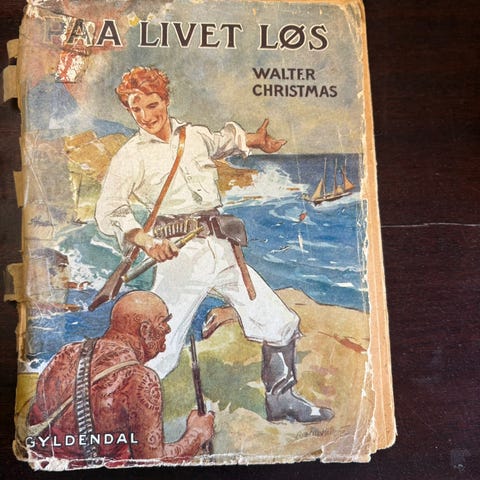 PAA LIVET LØS
WALTER
CHRISTMAS
GYLDENDAL